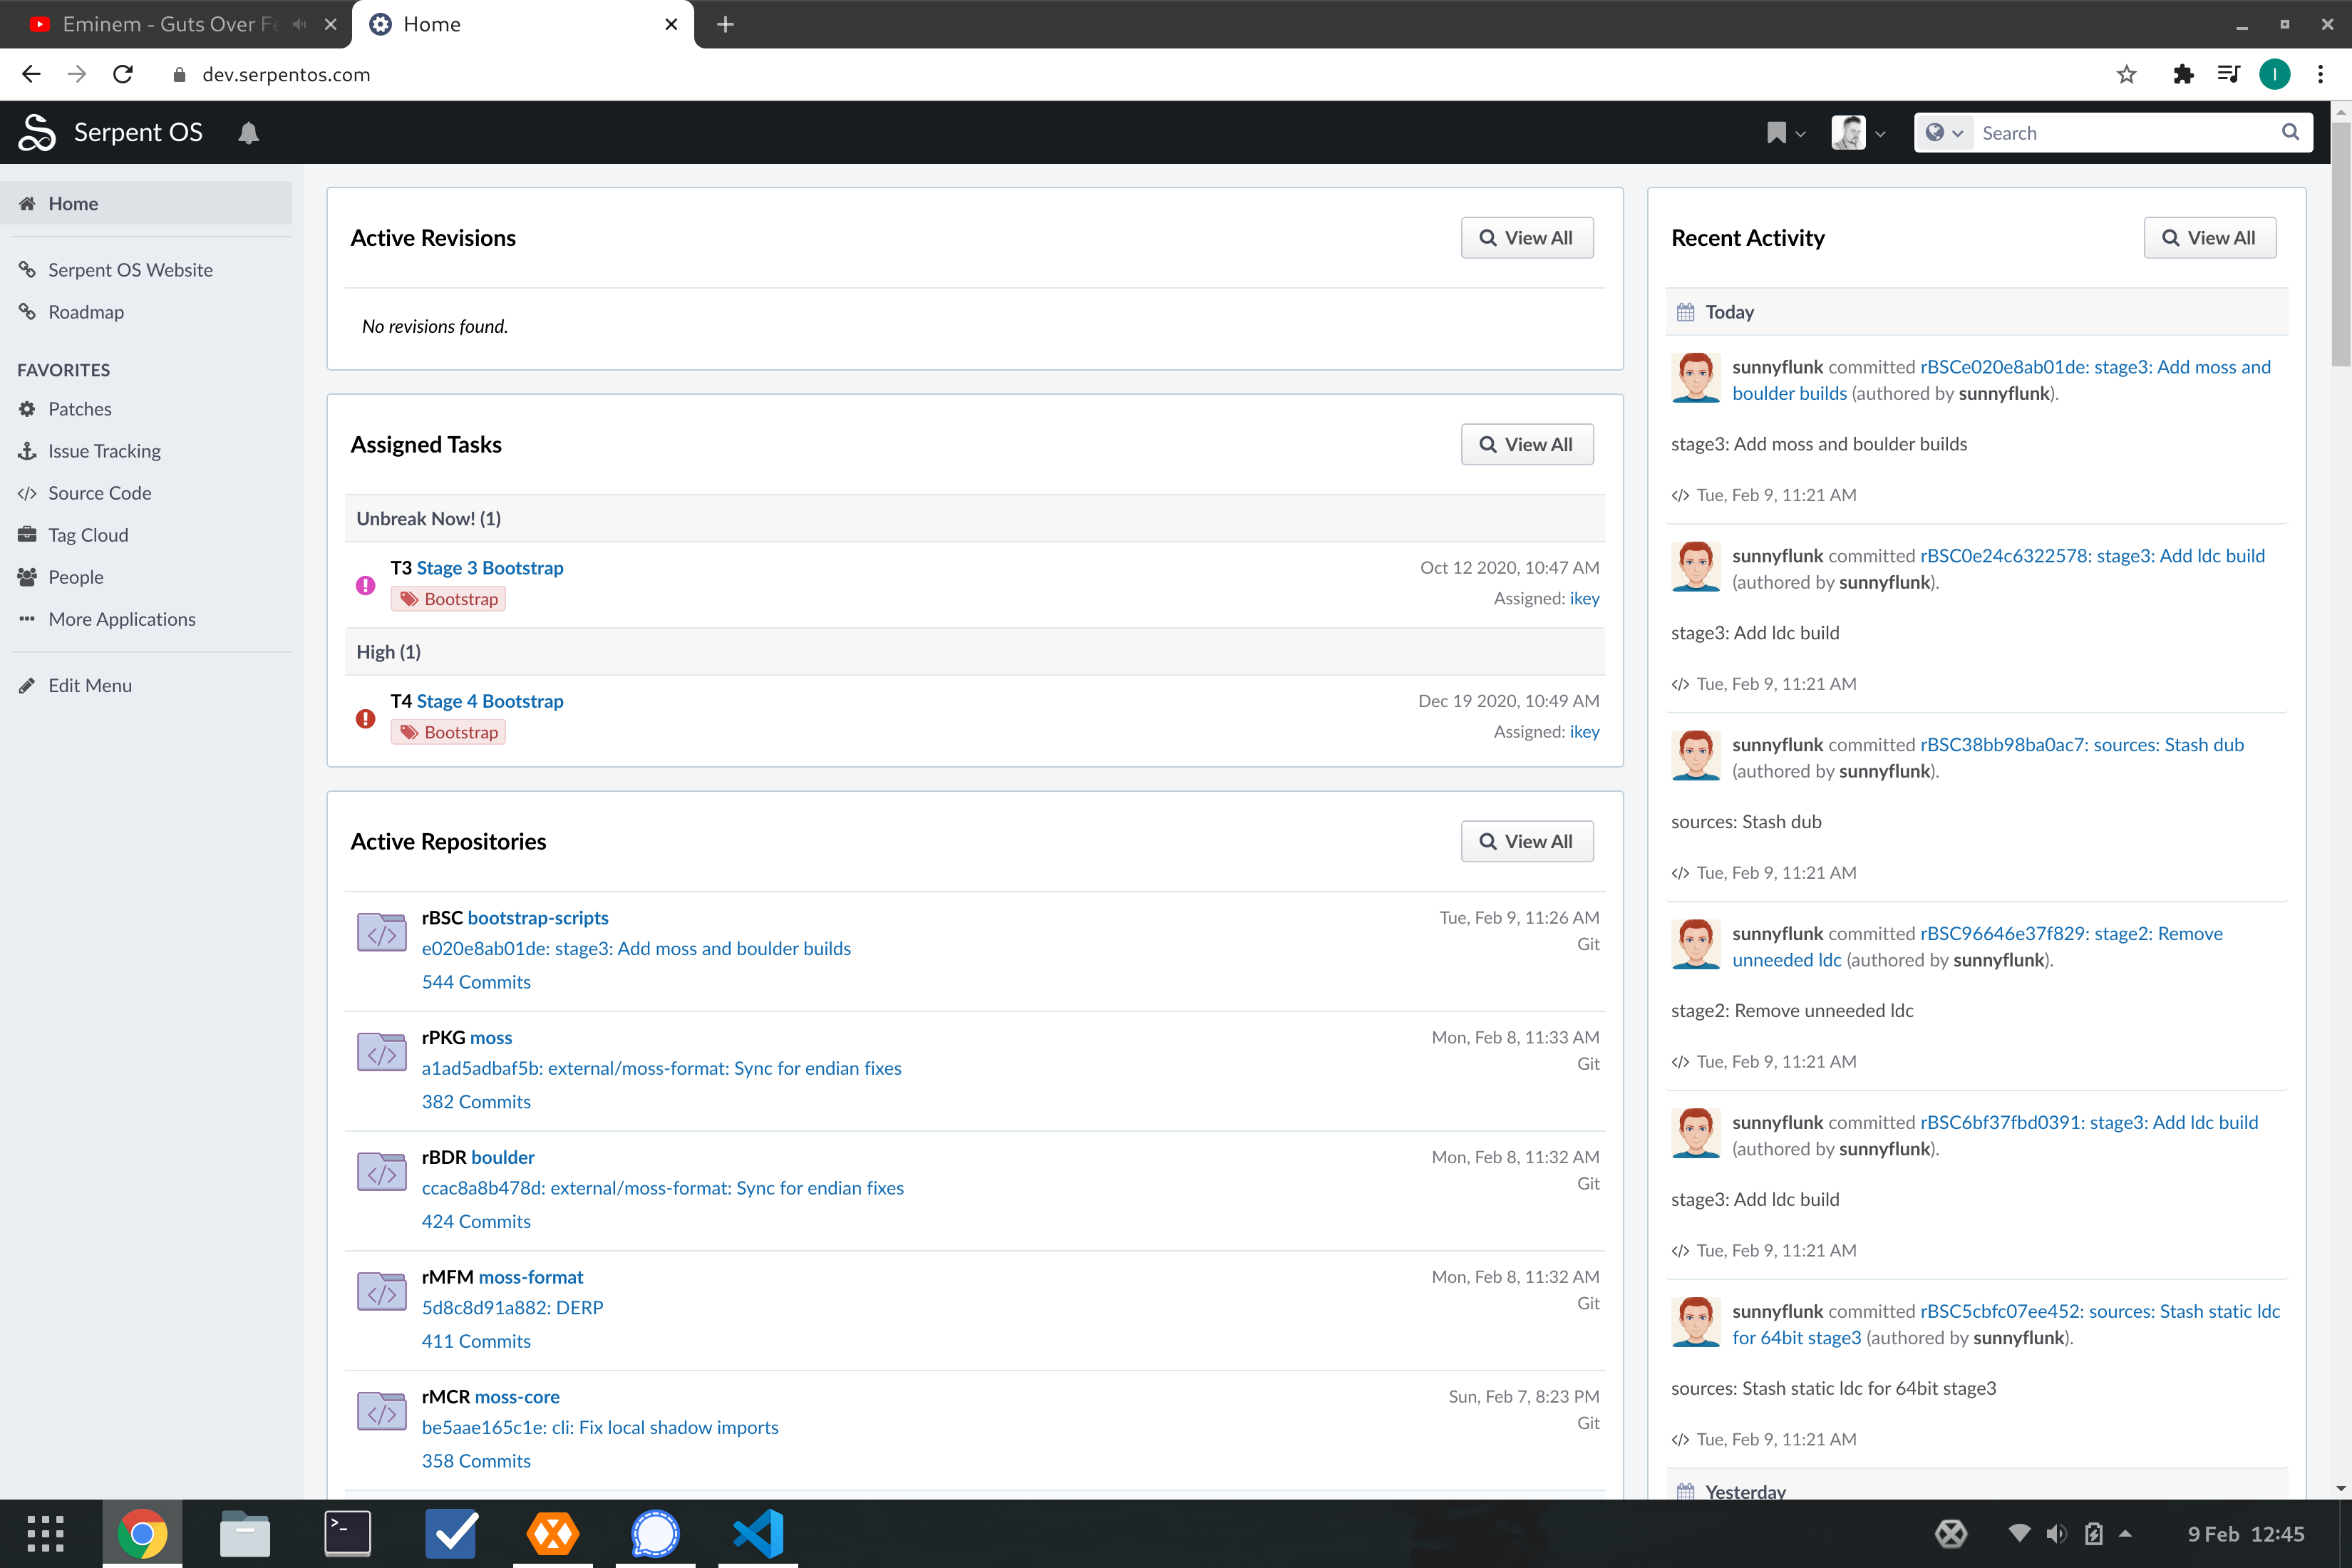 Eminem - Guts Over Fe
Home
dev.serpentos.com
I
Serpent OS
Search
Home
Serpent OS Website
Roadmap
FAVORITES
Patches
Issue Tracking
Source Code
Tag Cloud
People
More Applications
Edit Menu
Active Revisions
View All
No revisions found.
Assigned Tasks
View All
Unbreak Now! (1)
T3 Stage 3 Bootstrap
Oct 12 2020, 10:47 AM
Bootstrap
Assigned: ikey
High (1)
T4 Stage 4 Bootstrap
Dec 19 2020, 10:49 AM
Bootstrap
Assigned: ikey
Active Repositories
View All
rBSC bootstrap-scripts
Tue, Feb 9, 11:26 AM
e020e8ab01de: stage3: Add moss and boulder builds
Git
544 Commits
rPKG moss
Mon, Feb 8, 11:33 AM
a1ad5adbaf5b: external/moss-format: Sync for endian fixes
Git
382 Commits
rBDR boulder
Mon, Feb 8, 11:32 AM
ccac8a8b478d: external/moss-format: Sync for endian fixes
Git
424 Commits
rMFM moss-format
Mon, Feb 8, 11:32 AM
5d8c8d91a882: DERP
Git
411 Commits
rMCR moss-core
Sun, Feb 7, 8:23 PM
be5aae165c1e: cli: Fix local shadow imports
Git
358 Commits
Recent Activity
View All
Today
sunnyflunk committed rBSCe020e8ab01de: stage3: Add moss and
boulder builds (authored by sunnyflunk).
stage3: Add moss and boulder builds
Tue, Feb 9, 11:21 AM
sunnyflunk committed rBSC0e24c6322578: stage3: Add ldc build
(authored by sunnyflunk).
stage3: Add ldc build
Tue, Feb 9, 11:21 AM
sunnyflunk committed rBSC38bb98ba0ac7: sources: Stash dub
(authored by sunnyflunk).
sources: Stash dub
Tue, Feb 9, 11:21 AM
sunnyflunk committed rBSC96646e37f829: stage2: Remove
unneeded ldc (authored by sunnyflunk).
stage2: Remove unneeded ldc
Tue, Feb 9, 11:21 AM
sunnyflunk committed rBSC6bf37fbd0391: stage3: Add ldc build
(authored by sunnyflunk).
stage3: Add ldc build
Tue, Feb 9, 11:21 AM
sunnyflunk committed rBSC5cbfc07ee452: sources: Stash static ldc
for 64bit stage3 (authored by sunnyflunk).
sources: Stash static ldc for 64bit stage3
Tue, Feb 9, 11:21 AM
Yesterday
9 Feb 12:45